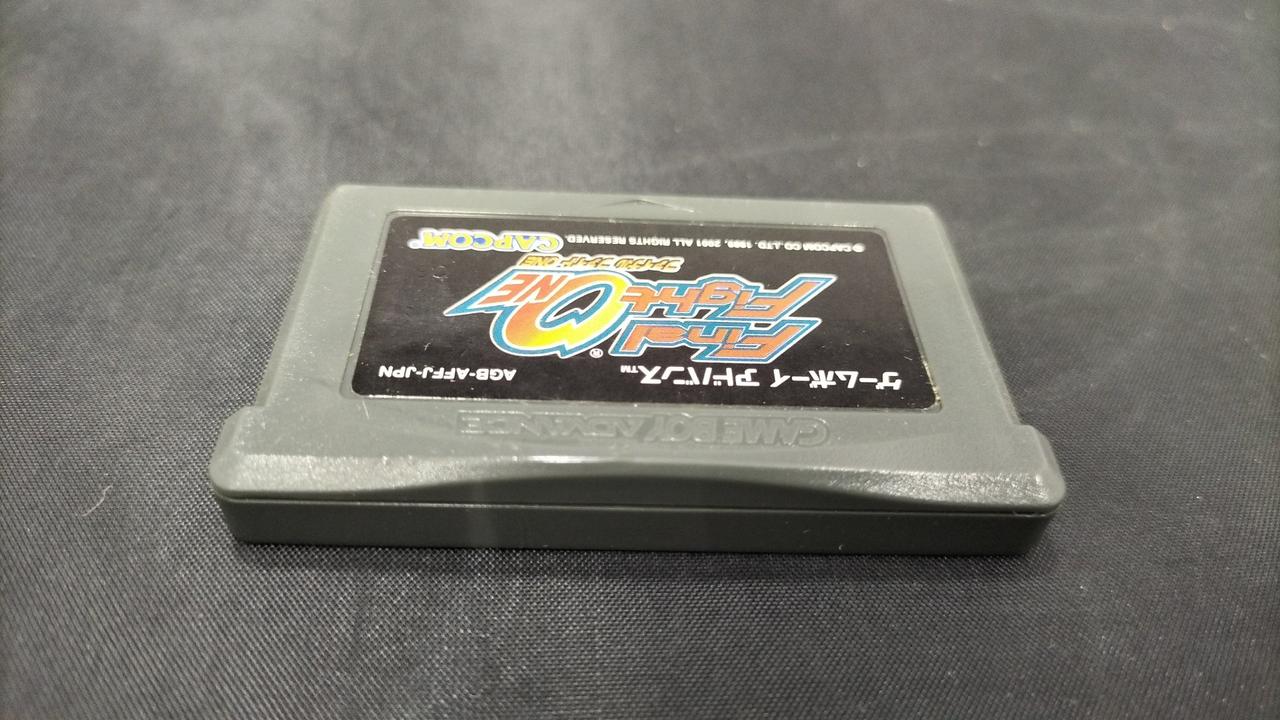 GAME BOY ADVANCE
ゲームボーイアドバンス™ AGB-AFFJ-JPN
Final
Fight ONE®
ファイナル ファイト ONE
© CAPCOM CO.,LTD. 1989, 2001 ALL RIGHTS RESERVED. CAPCOM®